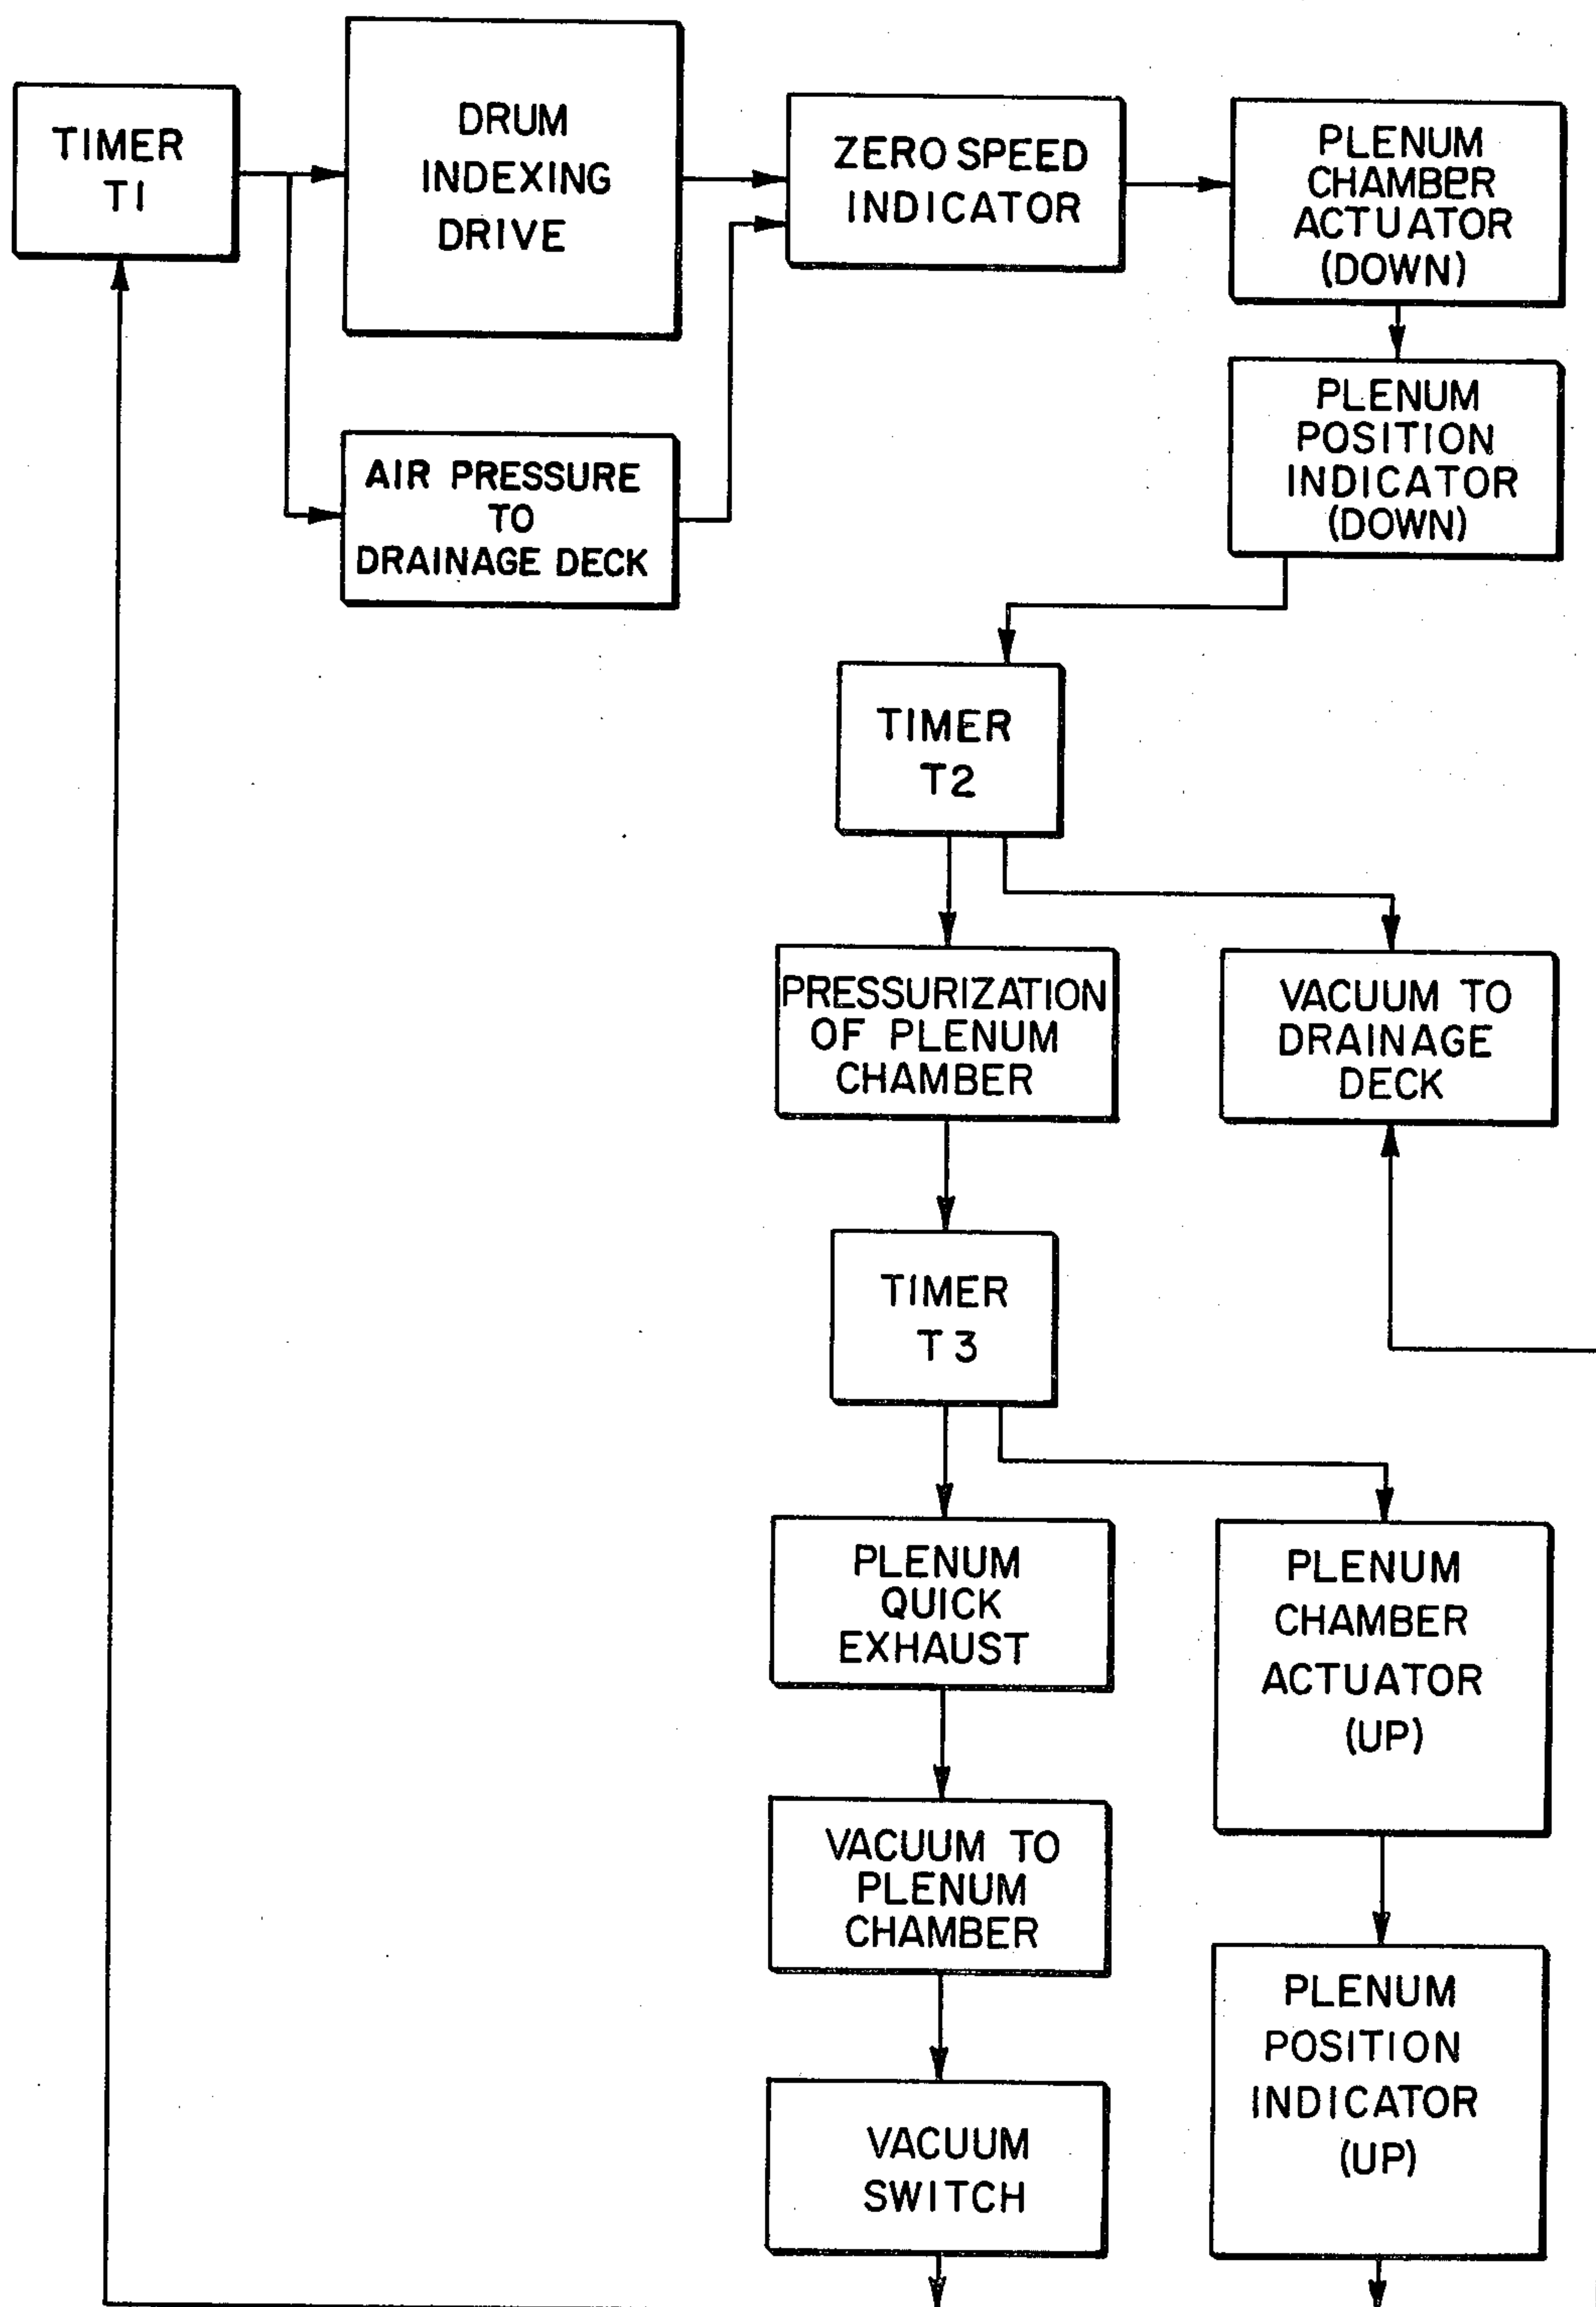 TIMER
T1
DRUM
INDEXING
DRIVE
ZERO SPEED
INDICATOR
PLENUM
CHAMBER
ACTUATOR
(DOWN)
AIR PRESSURE
TO
DRAINAGE DECK
PLENUM
POSITION
INDICATOR
(DOWN)
TIMER
T2
PRESSURIZATION
OF PLENUM
CHAMBER
VACUUM TO
DRAINAGE
DECK
TIMER
T3
PLENUM
QUICK
EXHAUST
PLENUM
CHAMBER
ACTUATOR
(UP)
VACUUM TO
PLENUM
CHAMBER
PLENUM
POSITION
INDICATOR
(UP)
VACUUM
SWITCH